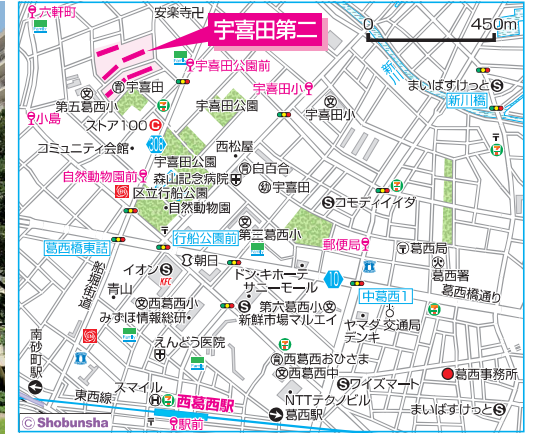 六軒町
安楽寺卍
宇喜田第二
0 450m
新川
宇喜田公園前
宇喜田小
まいばすけっとS
新川橋
宇喜田
第五葛西小
小島
ストア100
宇喜田公園
宇喜田小
コミュニティ会館
308
西松屋
宇喜田公園
白百合
自然動物園前
森山記念病院
宇喜田
区立行船公園
自然動物園
コモディイイダ
行船公園前
第三葛西小
葛西橋東詰
郵便局
葛西局
朝日
葛西署
イオンS
KFC
ドン・キホーテ
10
葛西橋通り
船堀街道
青山
サニーモール
中葛西1
西葛西小
第六葛西小
みずほ情報総研
新鮮市場マルエイ
ヤマダデンキ
交通局
南砂町駅
えんどう医院
西葛西おひさま
西葛西中
葛西事務所
スマイル
ワイズマート
東西線
西葛西駅
NTTテクノビル
駅前
葛西駅
まいばすけっとS
© Shobunsha